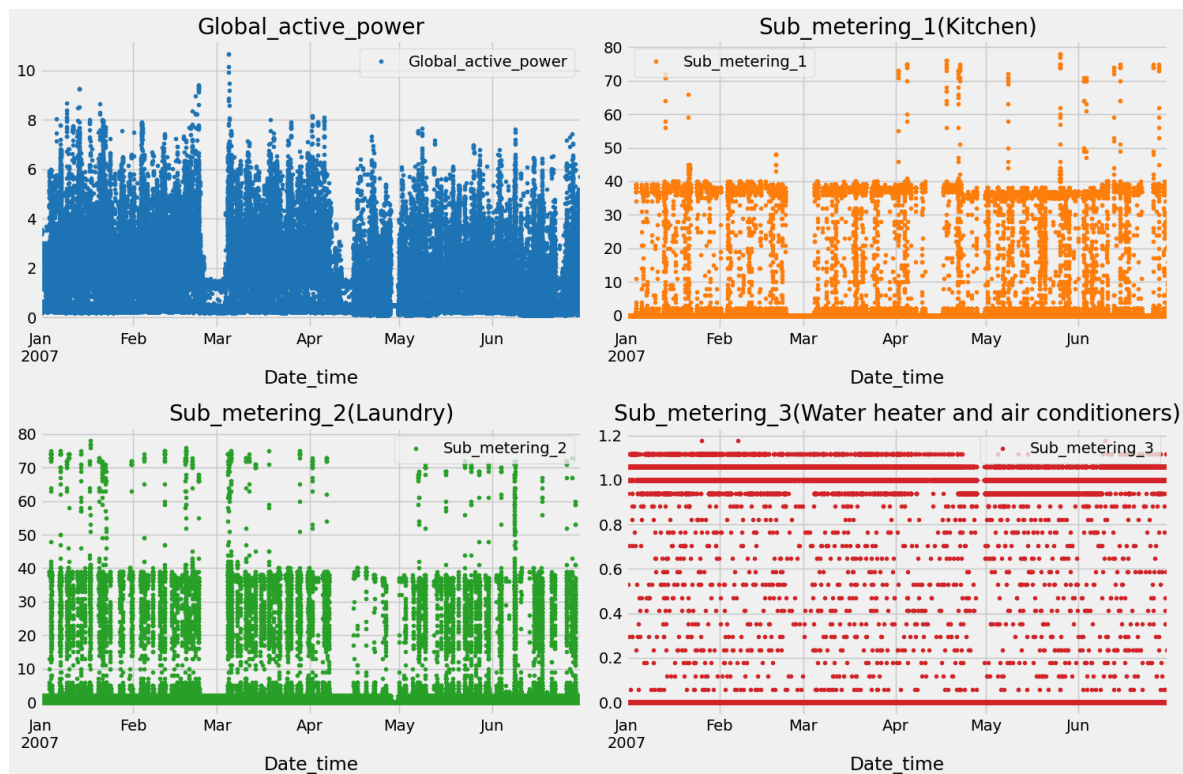 Global_active_power
Global_active_power
10
8
6
4
2
0
Jan
2007
Feb
Mar
Apr
May
Jun
Date_time
Sub_metering_1(Kitchen)
Sub_metering_1
80
70
60
50
40
30
20
10
0
Jan
2007
Feb
Mar
Apr
May
Jun
Date_time
Sub_metering_2(Laundry)
Sub_metering_2
80
70
60
50
40
30
20
10
0
Jan
2007
Feb
Mar
Apr
May
Jun
Date_time
Sub_metering_3(Water heater and air conditioners)
Sub_metering_3
1.2
1.0
0.8
0.6
0.4
0.2
0.0
Jan
2007
Feb
Mar
Apr
May
Jun
Date_time